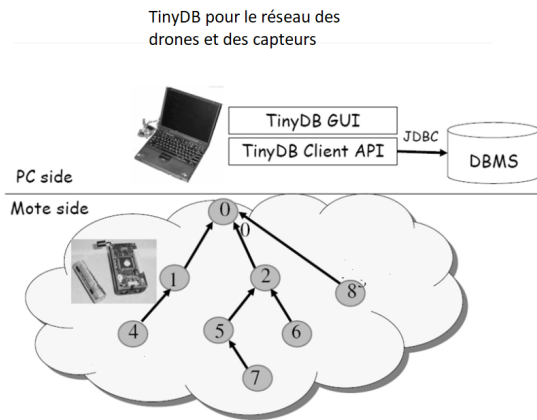 TinyDB pour le réseau des
drones et des capteurs
TinyDB GUI
TinyDB Client API
JDBC
DBMS
PC side
Mote side
0
0
1
2
8
4
5
6
7